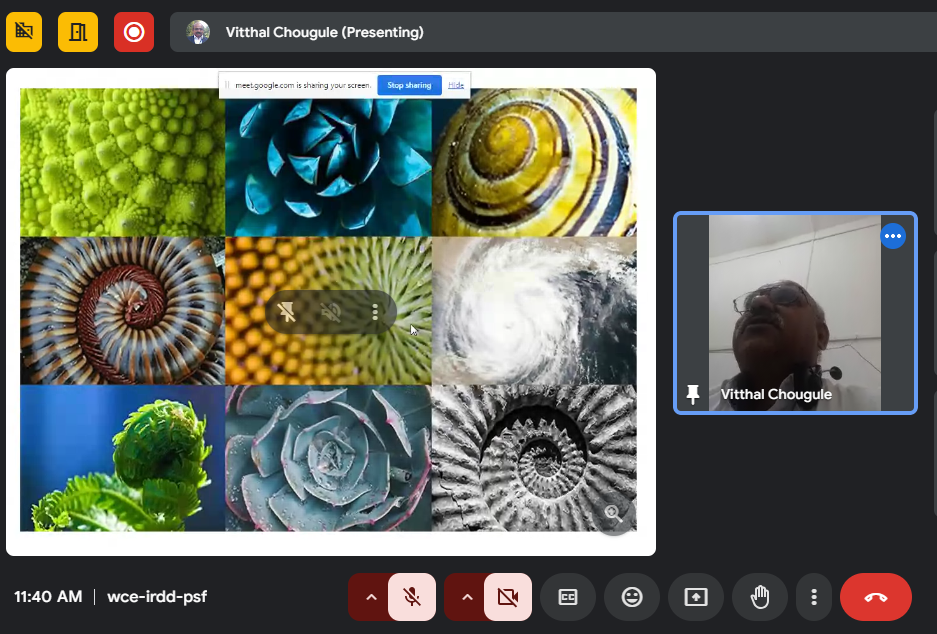 Vitthal Chougule (Presenting)
meet.google.com is sharing your screen.
Stop sharing
Hide
Vitthal Chougule
11:40 AM | wce-irdd-psf
CC